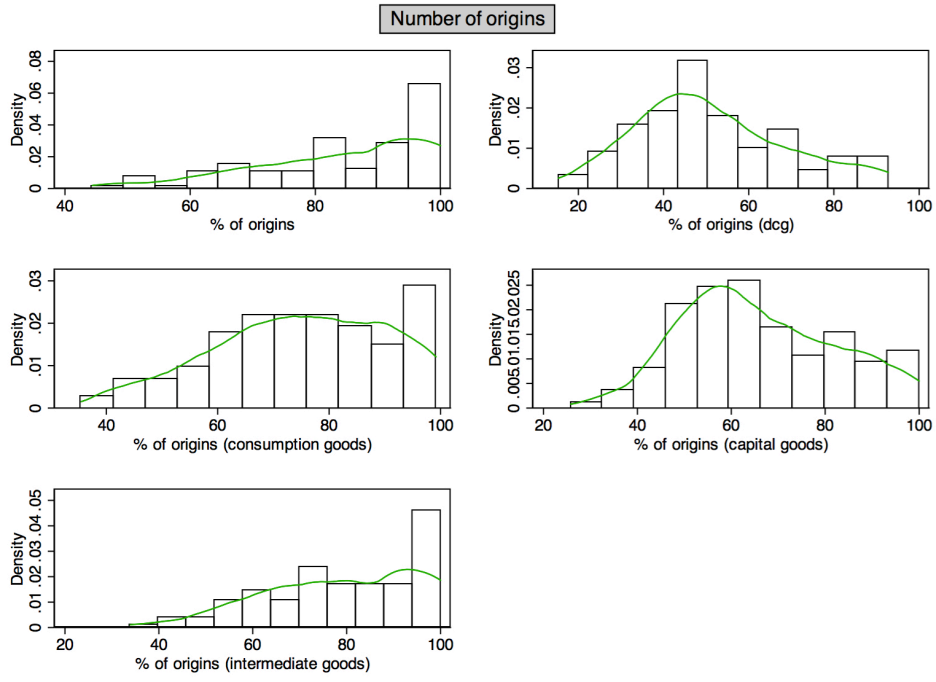 Number of origins
Density
0 .02 .04 .06 .08
40 60 80 100
% of origins
Density
0 .01 .02 .03
20 40 60 80 100
% of origins (dcg)
Density
0 .01 .02 .03
40 60 80 100
% of origins (consumption goods)
Density
0 .005 .01 .015 .02 .025
20 40 60 80 100
% of origins (capital goods)
Density
0 .01 .02 .03 .04 .05
20 40 60 80 100
% of origins (intermediate goods)